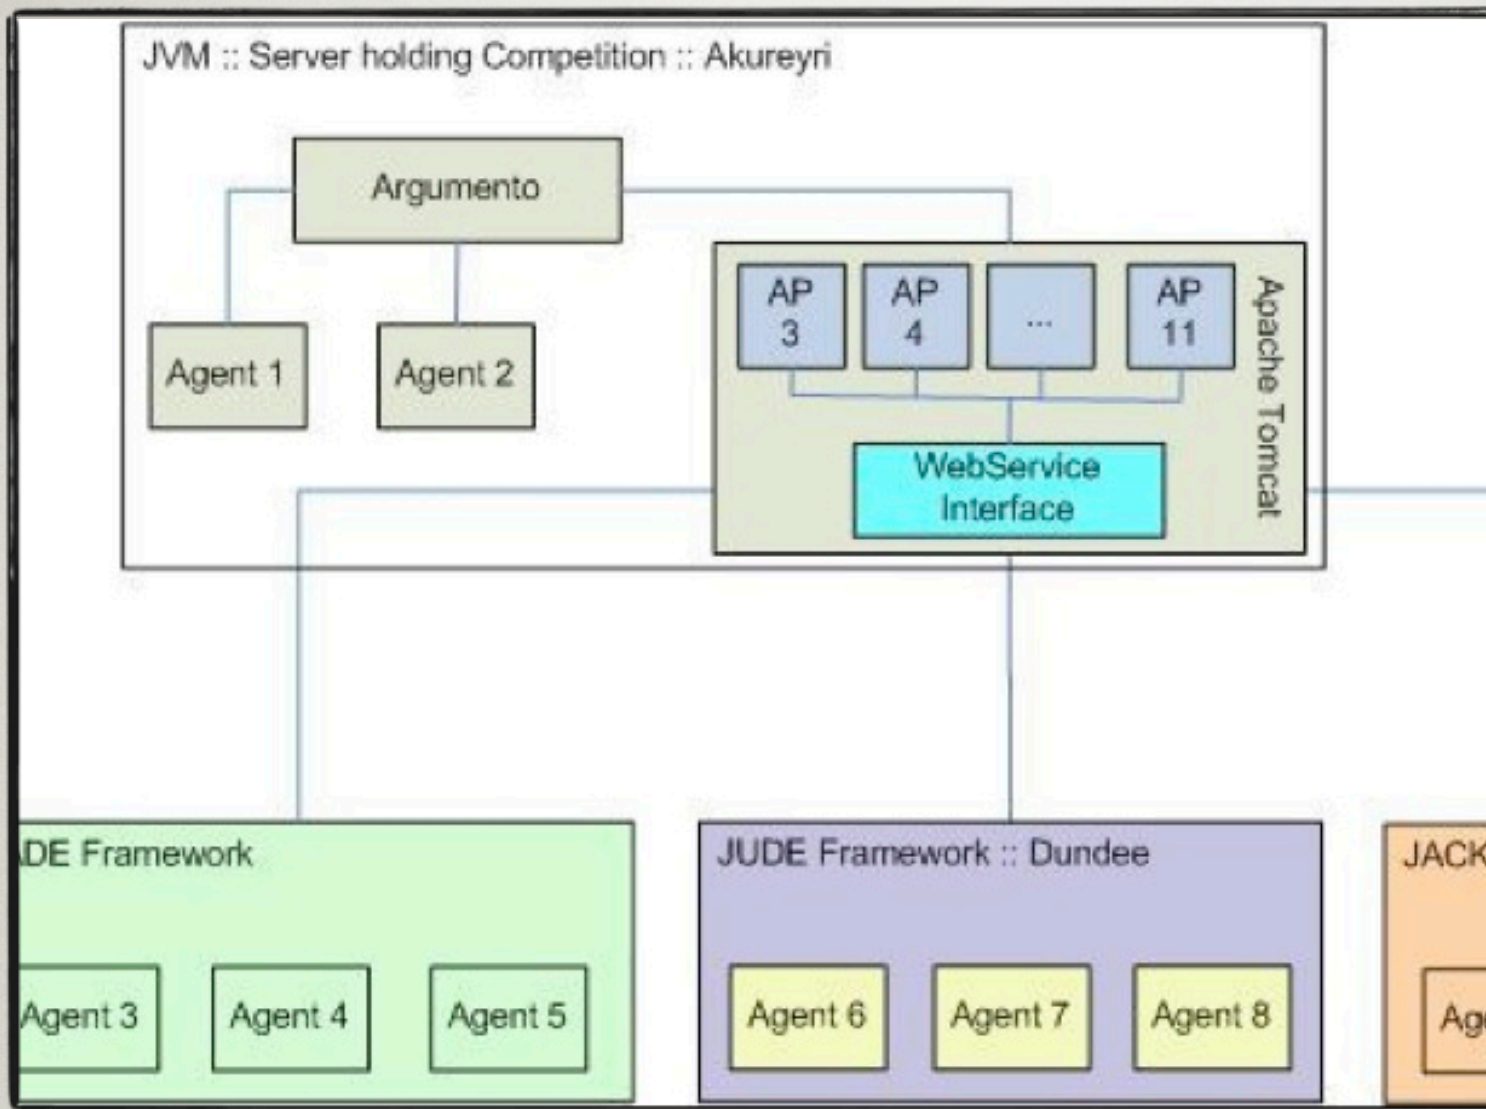 JVM :: Server holding Competition :: Akureyri
Argumento
Agent 1
Agent 2
AP
3
AP
4
...
AP
11
Apache Tomcat
WebService
Interface
DE Framework
Agent 3
Agent 4
Agent 5
JUDE Framework :: Dundee
Agent 6
Agent 7
Agent 8
JACK